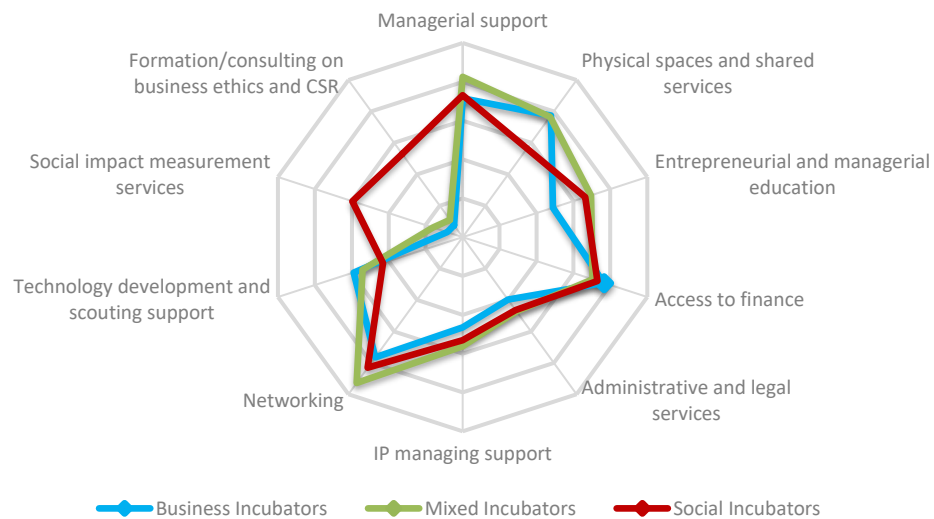 Managerial support
Formation/consulting on
business ethics and CSR
Physical spaces and shared
services
Social impact measurement
services
Entrepreneurial and managerial
education
Technology development and
scouting support
Access to finance
Networking
Administrative and legal
services
IP managing support
Business Incubators
Mixed Incubators
Social Incubators